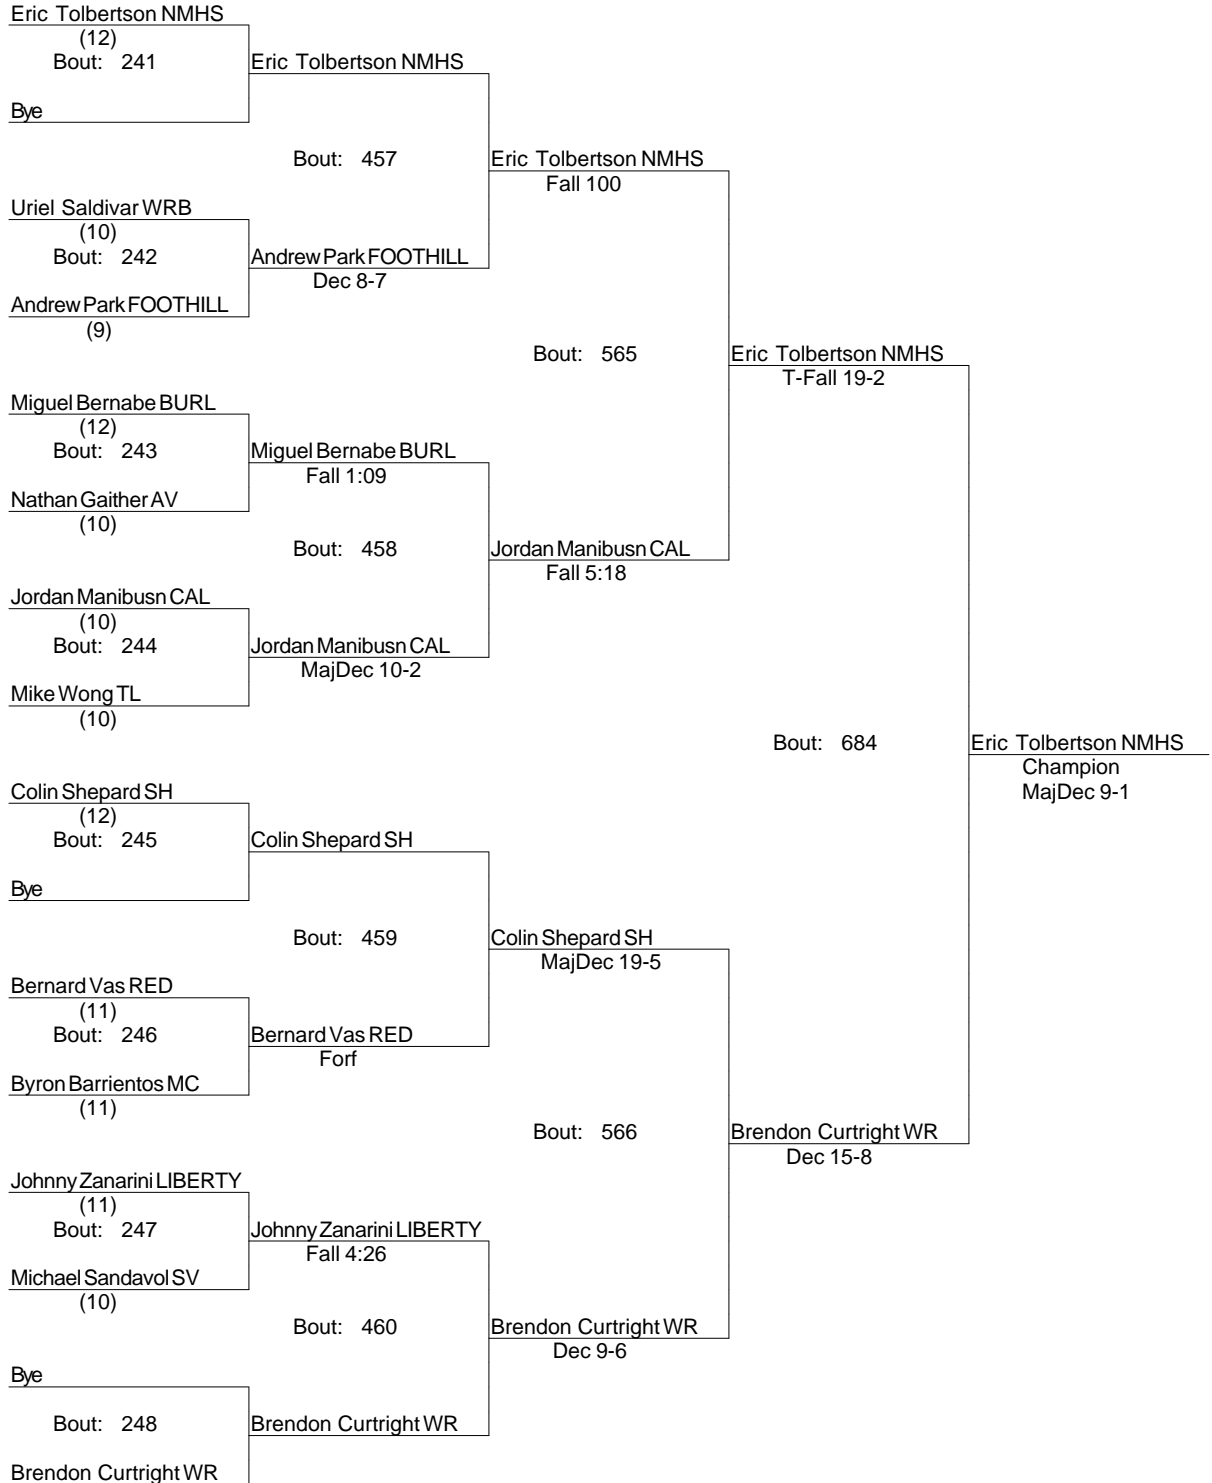 Eric Tolbertson NMHS
(12)
Bout: 241
Eric Tolbertson NMHS
Bye
Bout: 457
Eric Tolbertson NMHS
Fall 100
Uriel Saldivar WRB
(10)
Bout: 242
Andrew Park FOOTHILL
Dec 8-7
Andrew Park FOOTHILL
(9)
Bout: 565
Eric Tolbertson NMHS
T-Fall 19-2
Miguel Bernabe BURL
(12)
Bout: 243
Miguel Bernabe BURL
Fall 1:09
Nathan Gaither AV
(10)
Bout: 458
Jordan Manibusn CAL
Fall 5:18
Jordan Manibusn CAL
(10)
Bout: 244
Jordan Manibusn CAL
MajDec 10-2
Mike Wong TL
(10)
Bout: 684
Eric Tolbertson NMHS
Champion
MajDec 9-1
Colin Shepard SH
(12)
Bout: 245
Colin Shepard SH
Bye
Bout: 459
Colin Shepard SH
MajDec 19-5
Bernard Vas RED
(11)
Bout: 246
Bernard Vas RED
Forf
Byron Barrientos MC
(11)
Bout: 566
Brendon Curtright WR
Dec 15-8
Johnny Zanarini LIBERTY
(11)
Bout: 247
Johnny Zanarini LIBERTY
Fall 4:26
Michael Sandavol SV
(10)
Bout: 460
Brendon Curtright WR
Dec 9-6
Bye
Bout: 248
Brendon Curtright WR
Brendon Curtright WR